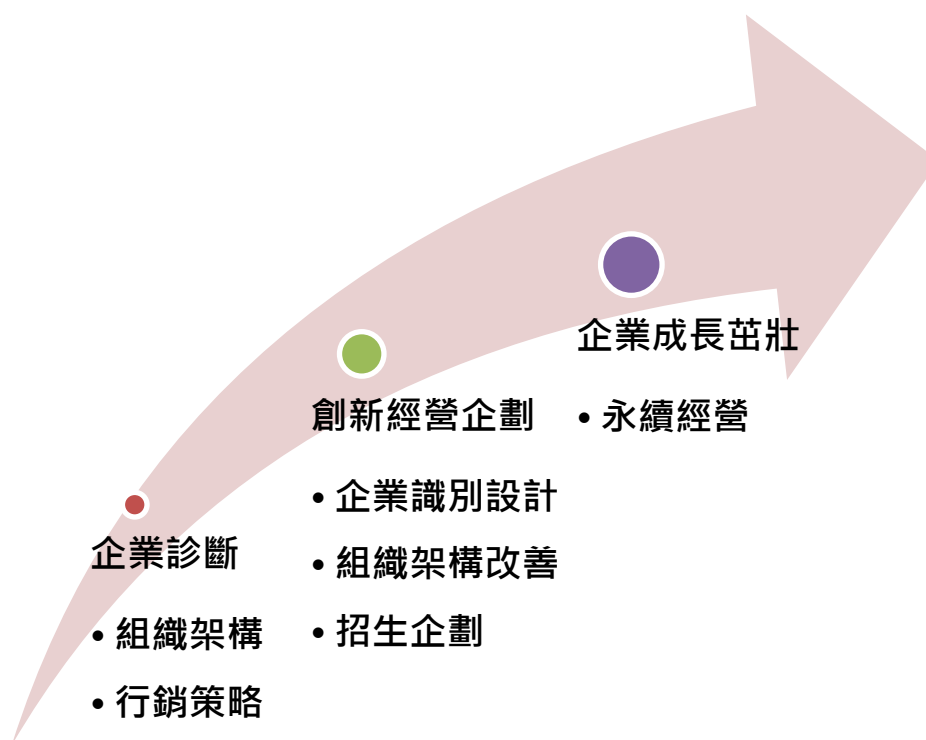 企業診斷
• 組織架構
• 行銷策略
創新經營企劃
• 企業識別設計
• 組織架構改善
• 招生企劃
企業成長茁壯
• 永續經營